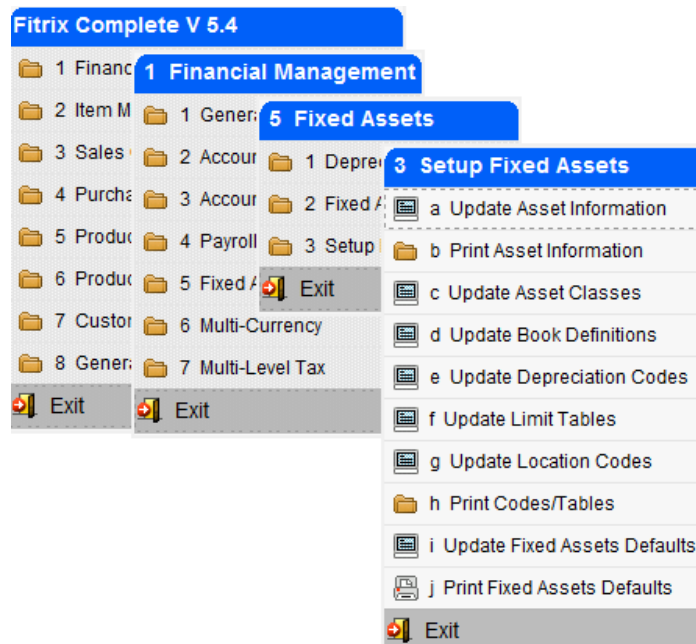 Fitrix Complete V 5.4
1 Financ
2 Item M
3 Sales
4 Purcha
5 Produc
6 Produc
7 Custor
8 Genera
Exit
1 Financial Management
1 Genera
2 Accour
3 Accour
4 Payroll
5 Fixed A
6 Multi-Currency
7 Multi-Level Tax
Exit
5 Fixed Assets
1 Depre
2 Fixed A
3 Setup
Exit
3 Setup Fixed Assets
a Update Asset Information
b Print Asset Information
c Update Asset Classes
d Update Book Definitions
e Update Depreciation Codes
f Update Limit Tables
g Update Location Codes
h Print Codes/Tables
i Update Fixed Assets Defaults
j Print Fixed Assets Defaults
Exit